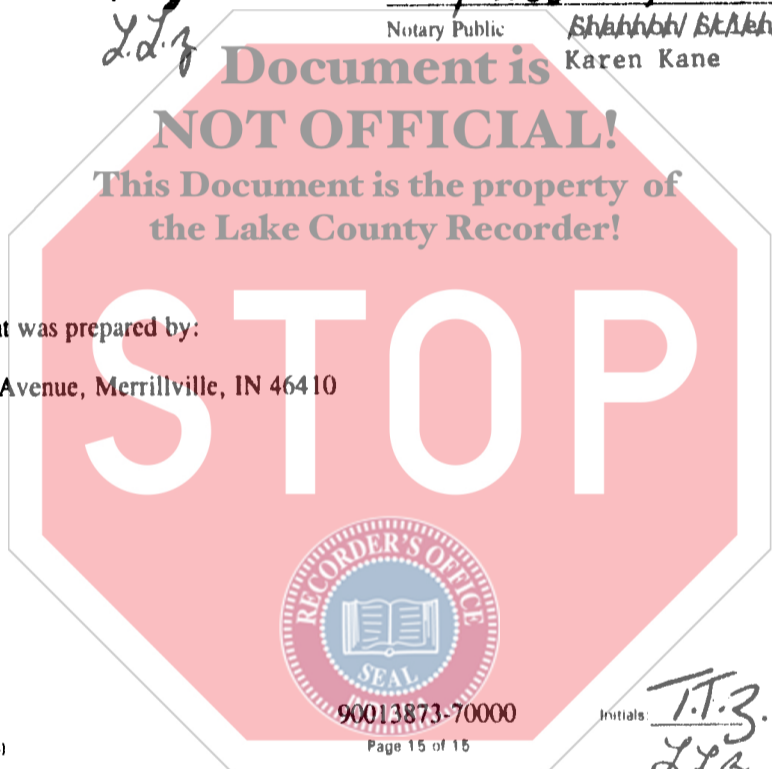 Notary Public
L.L.Z
Karen Kane
Document is
NOT OFFICIAL!
This Document is the property of
the Lake County Recorder!
was prepared by:
Avenue, Merrillville, IN 46410
STOP
RECORDER'S OFFICE
SEAL
INDIANA
90013873-70000
Initials: T.T.Z.
Page 15 of 15